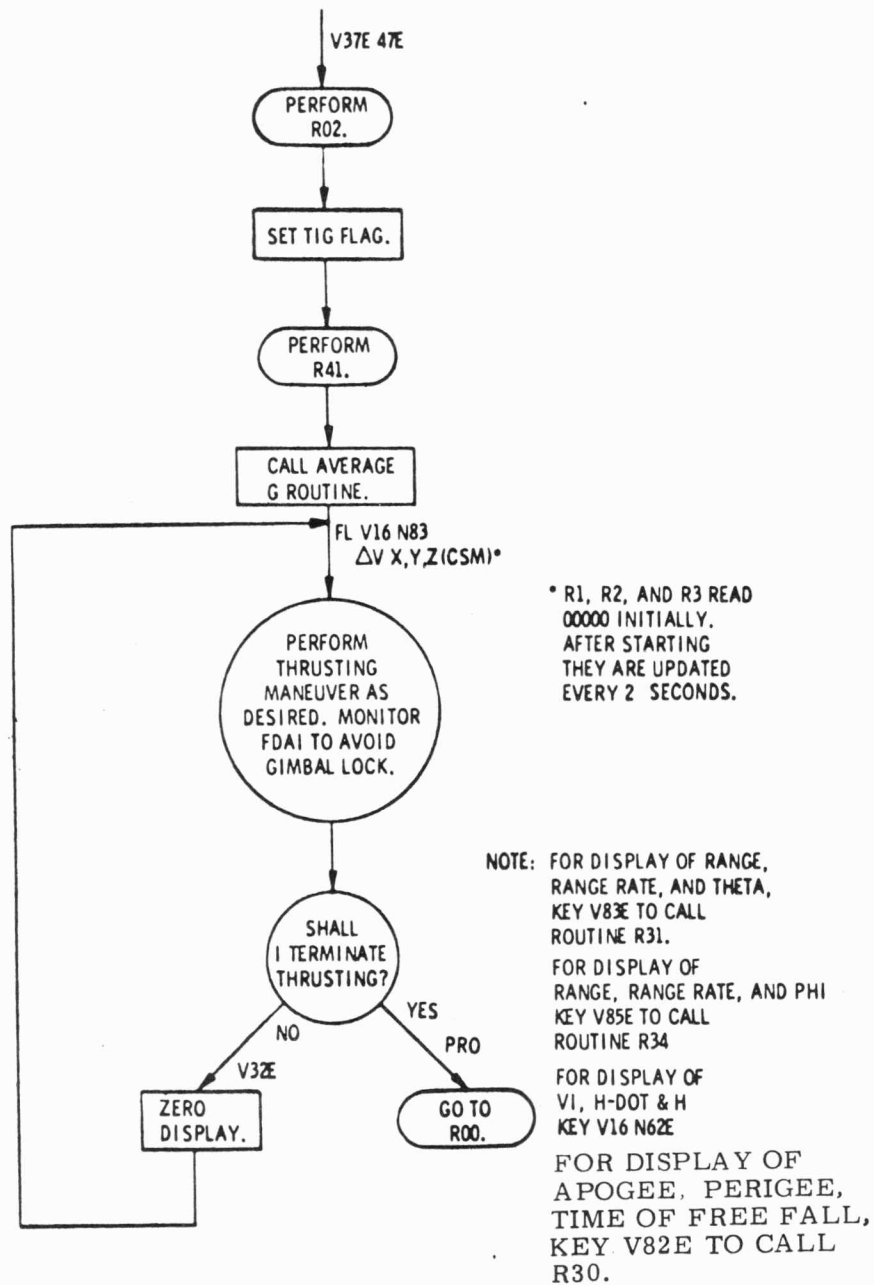 V37E 47E
PERFORM
R02.
SET TIG FLAG.
PERFORM
R41.
CALL AVERAGE
G ROUTINE.
FL V16 N83
ΔV X,Y,Z(CSM)*
* R1, R2, AND R3 READ
00000 INITIALLY.
AFTER STARTING
THEY ARE UPDATED
EVERY 2 SECONDS.
PERFORM
THRUSTING
MANEUVER AS
DESIRED. MONITOR
FDAI TO AVOID
GIMBAL LOCK.
SHALL
I TERMINATE
THRUSTING?
NO
YES
V32E
PRO
ZERO
DISPLAY.
GO TO
R00.
NOTE: FOR DISPLAY OF RANGE,
RANGE RATE, AND THETA,
KEY V83E TO CALL
ROUTINE R31.
FOR DISPLAY OF
RANGE, RANGE RATE, AND PHI
KEY V85E TO CALL
ROUTINE R34
FOR DISPLAY OF
VI, H-DOT & H
KEY V16 N62E
FOR DISPLAY OF
APOGEE, PERIGEE,
TIME OF FREE FALL,
KEY V82E TO CALL
R30.